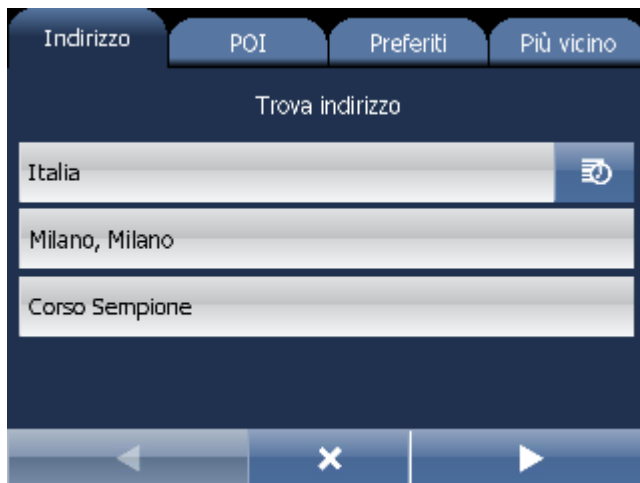 Indirizzo POI Preferiti Più vicino
Trova indirizzo
Italia
Milano, Milano
Corso Sempione